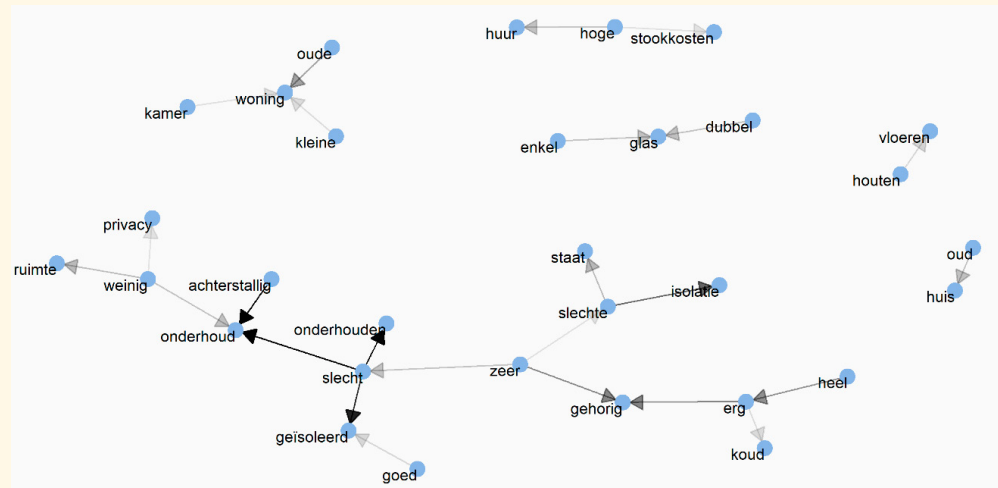 huur
hoge
stookkosten
oude
woning
kamer
kleine
enkel
glas
dubbel
vloeren
houten
privacy
ruimte
weinig
achterstallig
onderhoud
onderhouden
slecht
geïsoleerd
goed
staat
slechte
isolatie
zeer
gehorig
erg
heel
koud
oud
huis